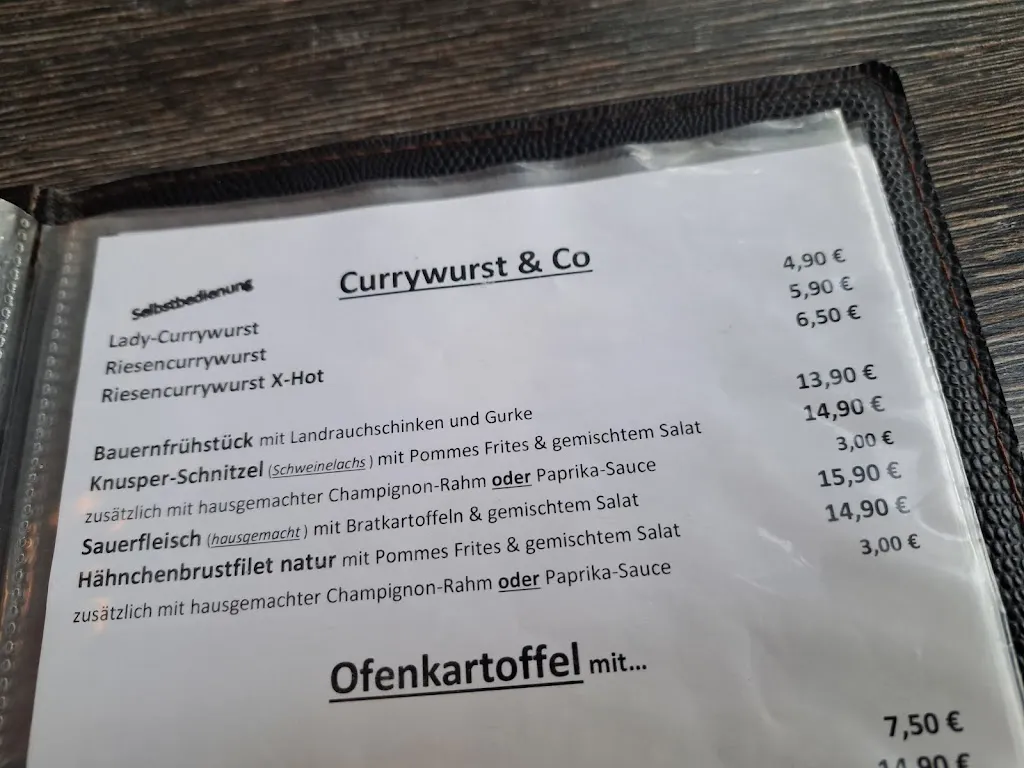 Currywurst & Co
Selbstbedienung
Lady-Currywurst 4,90 €
Riesencurrywurst 5,90 €
Riesencurrywurst X-Hot 6,50 €
Bauernfrühstück mit Landrauchschinken und Gurke 13,90 €
Knusper-Schnitzel (Schweinelachs) mit Pommes Frites & gemischtem Salat 14,90 €
zusätzlich mit hausgemachter Champignon-Rahm oder Paprika-Sauce 3,00 €
Sauerfleisch (hausgemacht) mit Bratkartoffeln & gemischtem Salat 15,90 €
Hähnchenbrustfilet natur mit Pommes Frites & gemischtem Salat 14,90 €
zusätzlich mit hausgemachter Champignon-Rahm oder Paprika-Sauce 3,00 €
Ofenkartoffel mit...
7,50 €
14,90 €